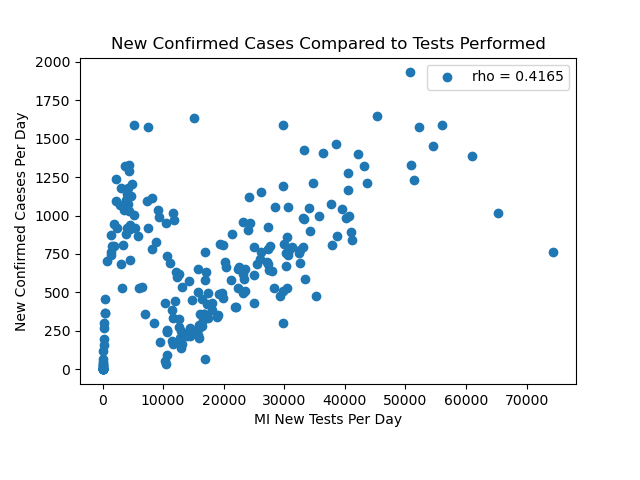 New Confirmed Cases Compared to Tests Performed
rho = 0.4165
New Confirmed Caeses Per Day
2000
1750
1500
1250
1000
750
500
250
0
0 10000 20000 30000 40000 50000 60000 70000
MI New Tests Per Day